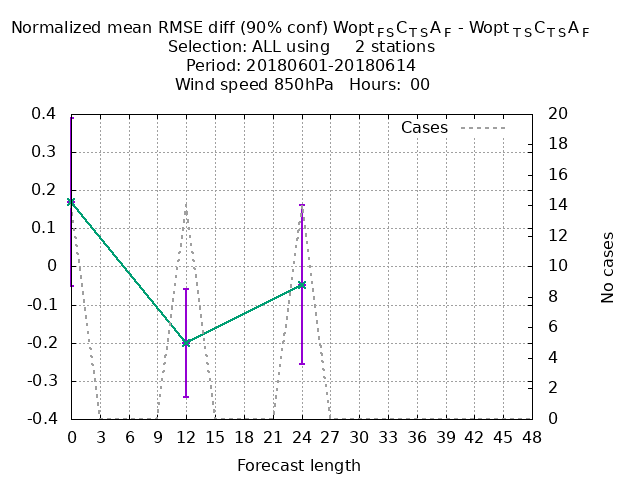 Normalized mean RMSE diff (90% conf) Wopt_FS C_TS A_F - Wopt_TS C_TS A_F
Selection: ALL using 2 stations
Period: 20180601-20180614
Wind speed 850hPa Hours: 00
Cases
0.4
0.3
0.2
0.1
0
-0.1
-0.2
-0.3
-0.4
20
18
16
14
12
10
8
6
4
2
0
No cases
0 3 6 9 12 15 18 21 24 27 30 33 36 39 42 45 48
Forecast length